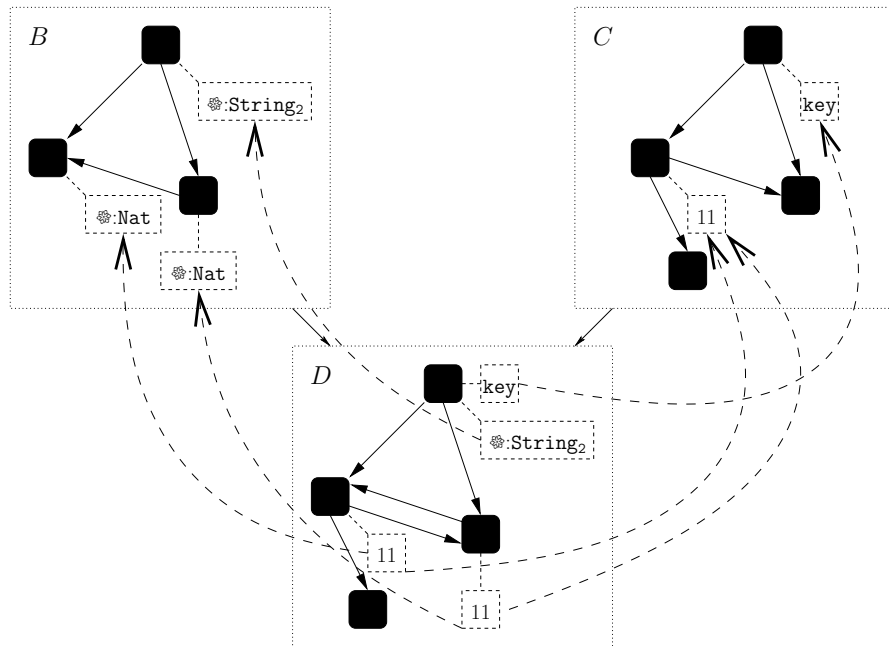 B
❀:String₂
❀:Nat
❀:Nat
C
key
11
D
key
❀:String₂
11
11